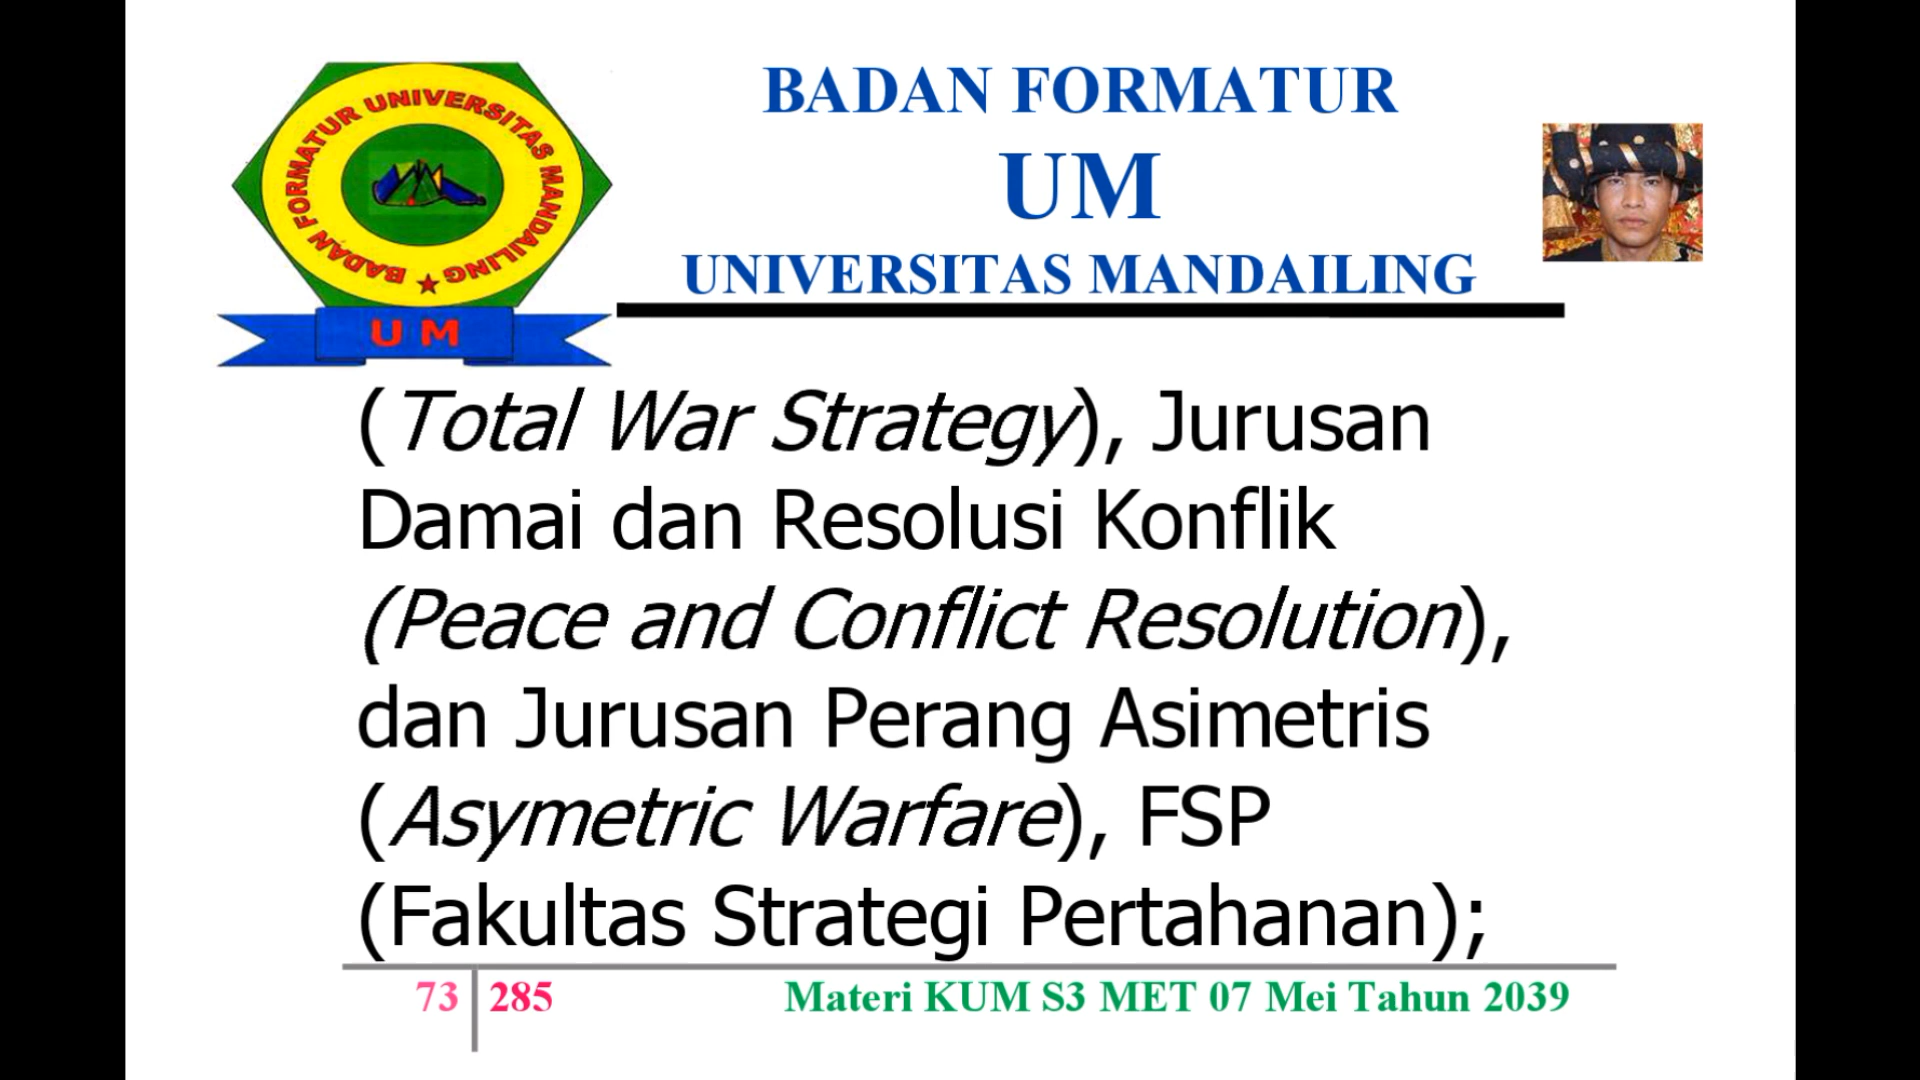 BADAN FORMATUR UNIVERSITAS MANDAILING
U M
BADAN FORMATUR
UM
UNIVERSITAS MANDAILING
(Total War Strategy), Jurusan
Damai dan Resolusi Konflik
(Peace and Conflict Resolution),
dan Jurusan Perang Asimetris
(Asymetric Warfare), FSP
(Fakultas Strategi Pertahanan);
73 285 Materi KUM S3 MET 07 Mei Tahun 2039